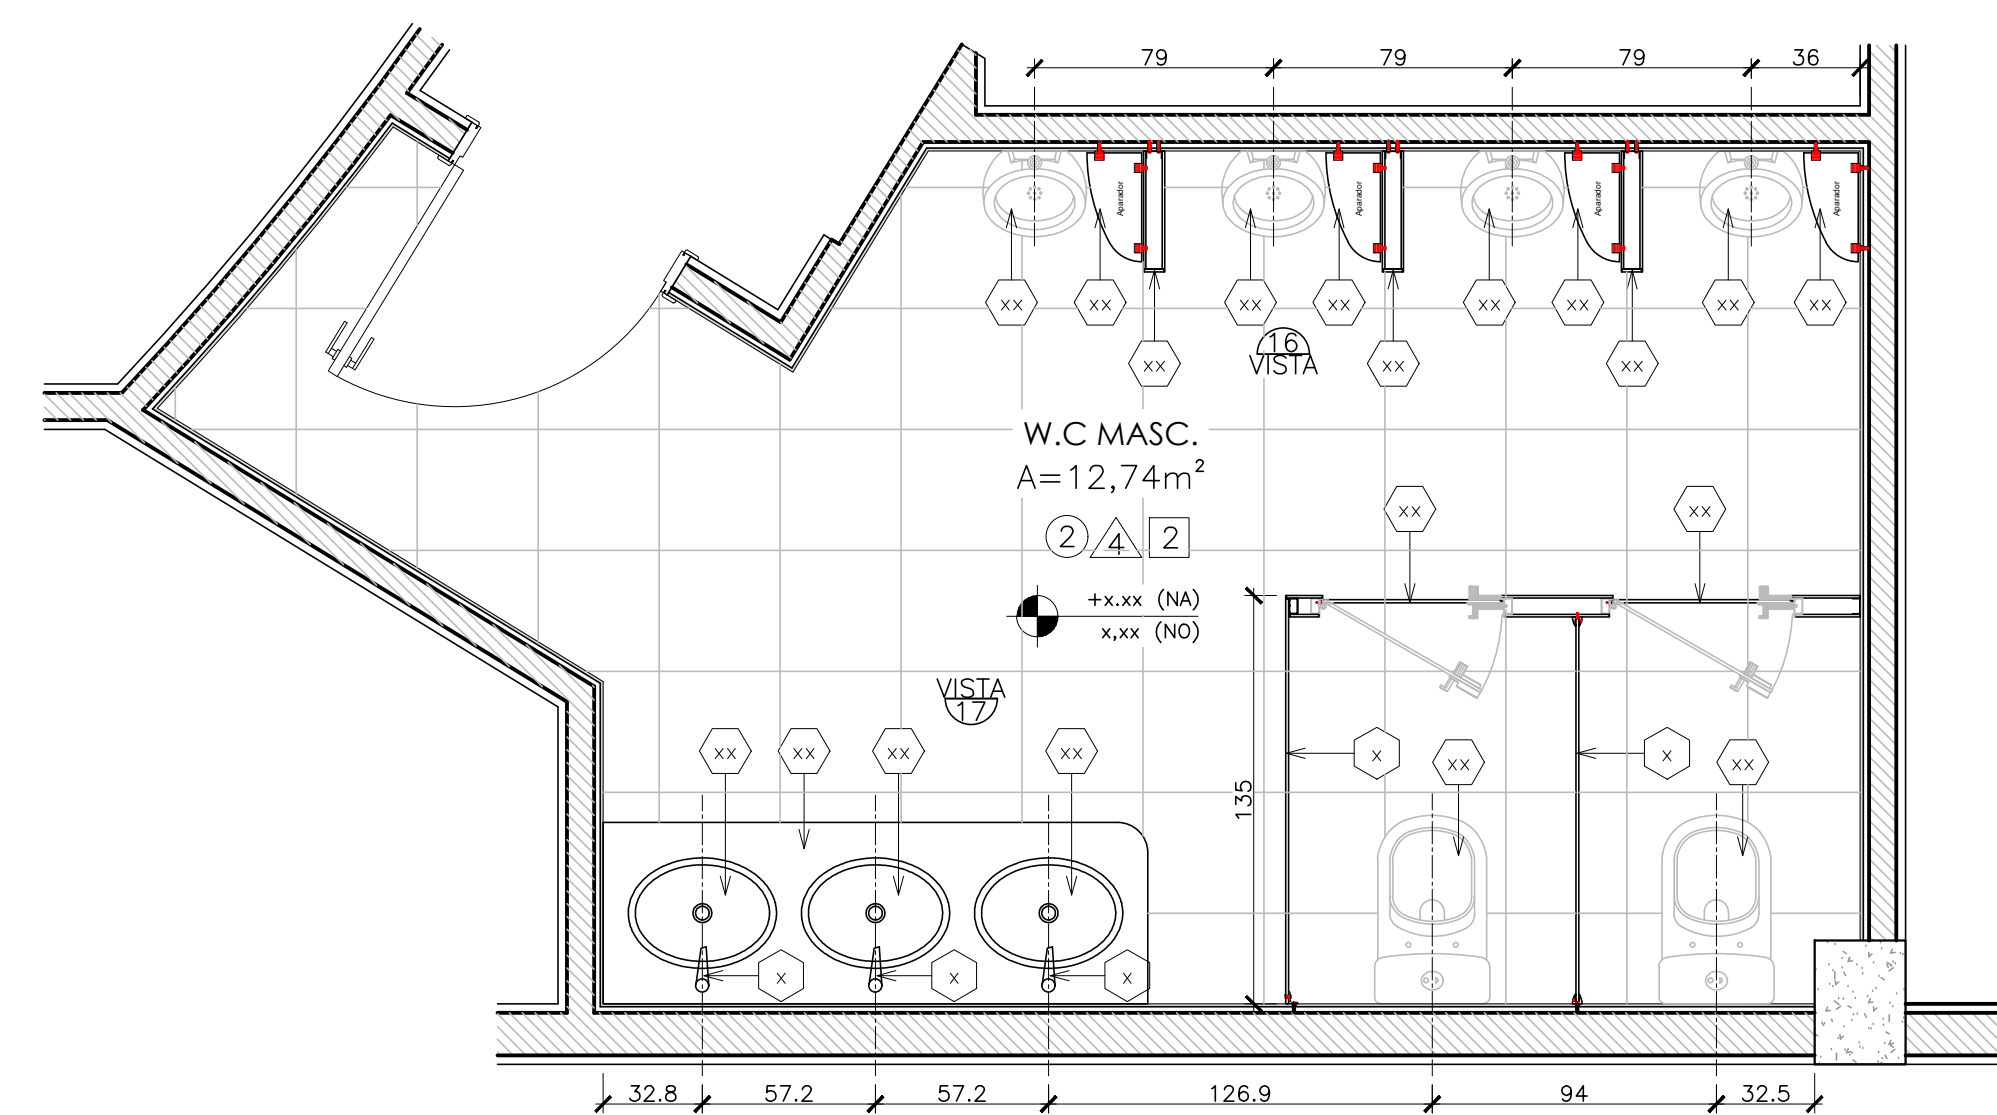 79 79 79 36
Aparador Aparador Aparador Aparador
xx xx xx xx xx xx xx xx
16
VISTA
xx xx xx
W.C MASC.
A=12,74m²
xx xx
2 4 2
+x.xx (NA)
x,xx (NO)
VISTA
17
xx xx xx xx
x xx x xx
135
x x x
32.8 57.2 57.2 126.9 94 32.5